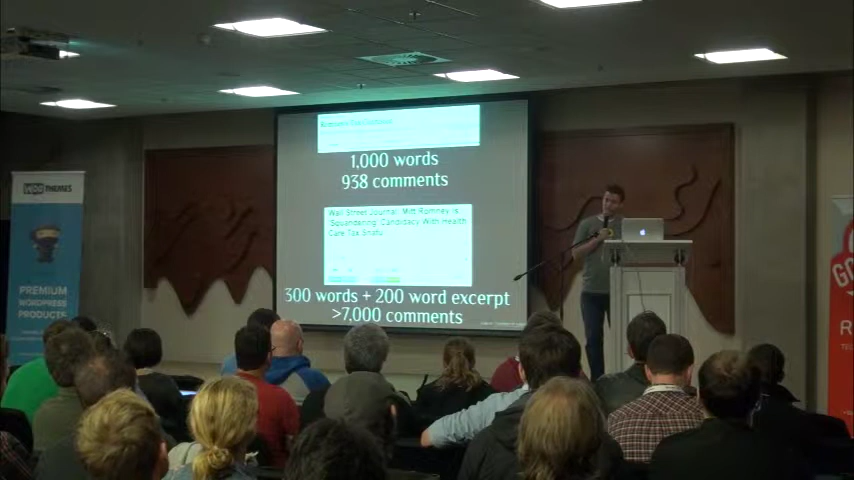 1,000 words
938 comments
Wall Street Journal: Mitt Romney Is
'Squandering' Candidacy With Health
Care Tax Snafu
300 words + 200 word excerpt
>7,000 comments
WOO THEMES
PREMIUM
WORDPRESS
PRODUCTS
GO
R